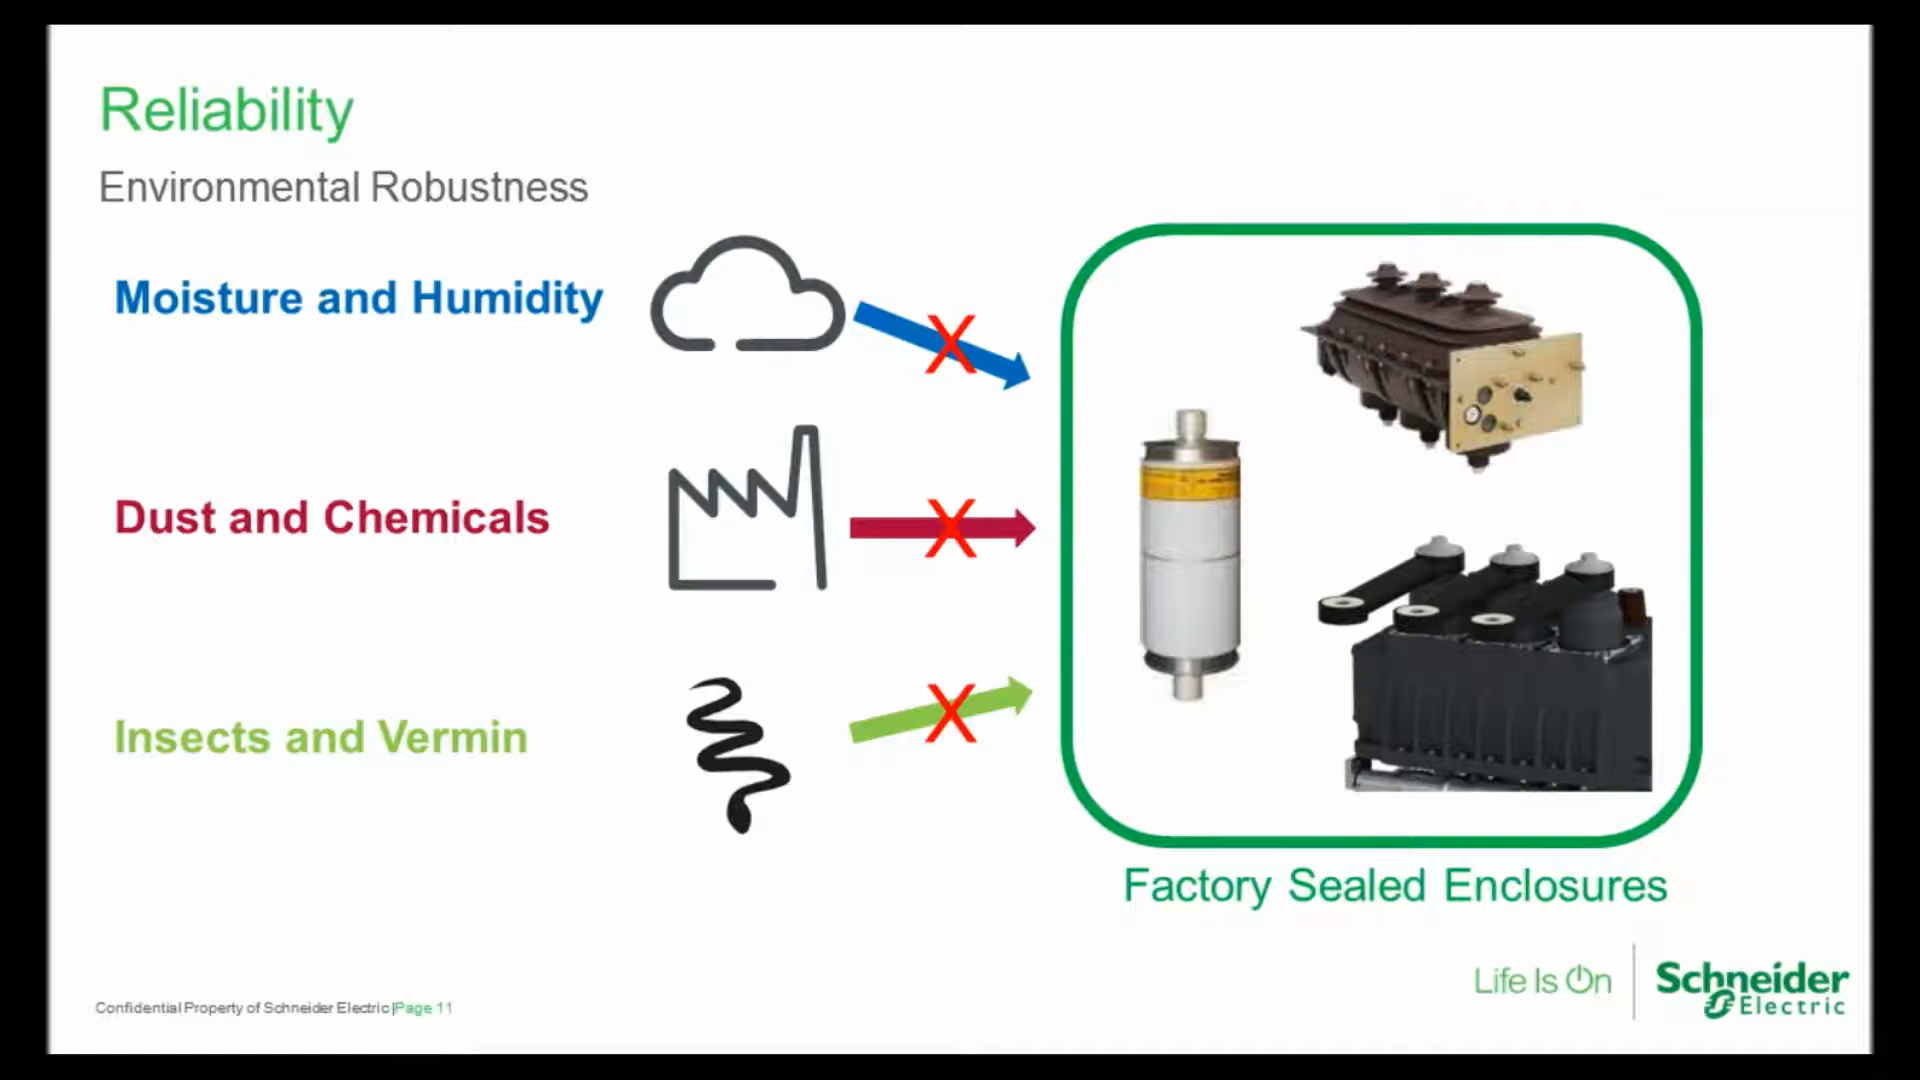 Reliability
Environmental Robustness
Moisture and Humidity
X
Dust and Chemicals
X
Insects and Vermin
X
Factory Sealed Enclosures
Life Is On
Schneider
Electric
Confidential Property of Schneider Electric |Page 11